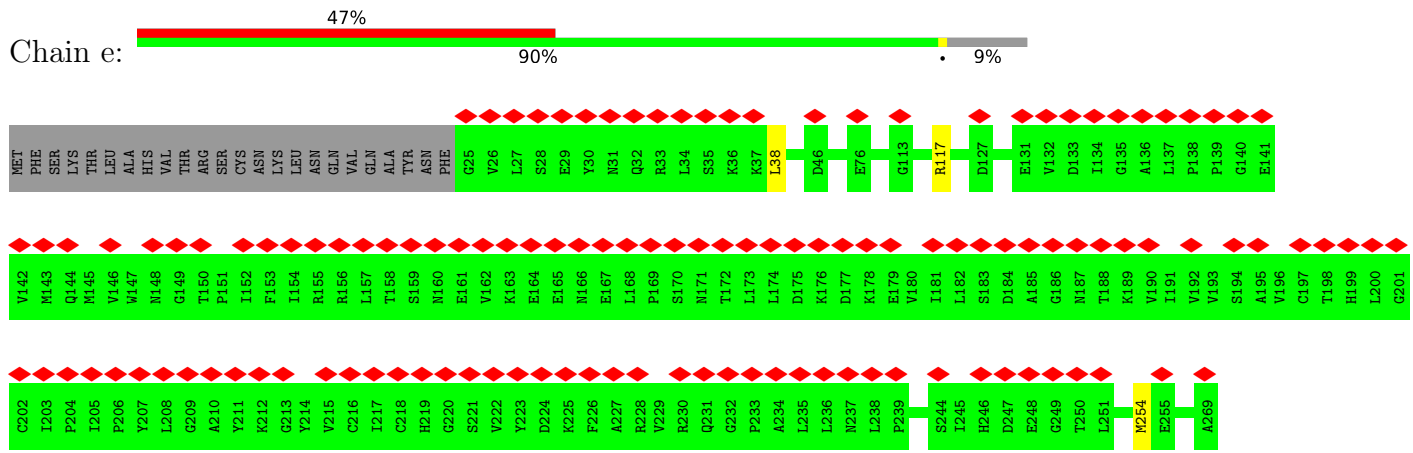 47%
Chain e:
90%
•
9%
MET PHE SER LYS THR LEU ALA HIS VAL THR ARG SER CYS ASN LYS LEU ASN GLN VAL GLN ALA TYR ASN PHE G25 V26 L27 S28 E29 Y30 N31 Q32 R33 L34 S35 K36 K37 L38 D46 E76 G113 R117 D127 E131 V132 D133 I134 G135 A136 L137 P138 P139 G140 E141
V142 M143 Q144 M145 V146 W147 N148 G149 T150 P151 I152 F153 I154 R155 R156 L157 T158 S159 N160 E161 V162 K163 E164 E165 N166 E167 L168 P169 S170 N171 T172 L173 L174 D175 K176 D177 K178 E179 V180 I181 L182 S183 D184 A185 G186 N187 T188 K189 V190 I191 V192 V193 S194 A195 V196 C197 T198 H199 L200 G201
C202 I203 P204 I205 P206 Y207 L208 G209 A210 Y211 K212 G213 Y214 V215 C216 I217 C218 H219 G220 S221 V222 Y223 D224 K225 F226 A227 R228 V229 R230 Q231 G232 P233 A234 L235 L236 N237 L238 P239 S244 I245 H246 D247 E248 G249 T250 L251 M254 E255 A269